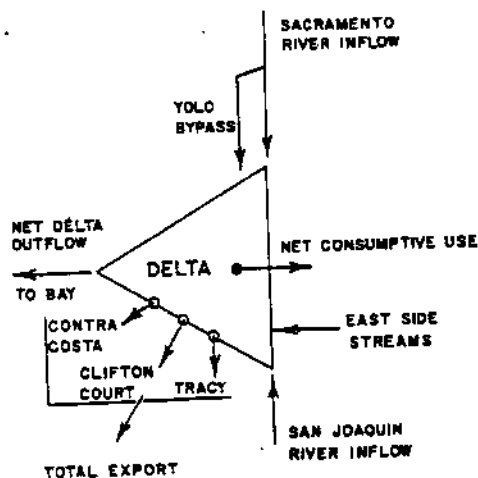 SACRAMENTO
RIVER INFLOW
YOLO
BYPASS
NET DELTA
OUTFLOW
TO BAY
DELTA
NET CONSUMPTIVE USE
CONTRA
COSTA
EAST SIDE
STREAMS
CLIFTON
COURT
TRACY
SAN JOAQUIN
RIVER INFLOW
TOTAL EXPORT